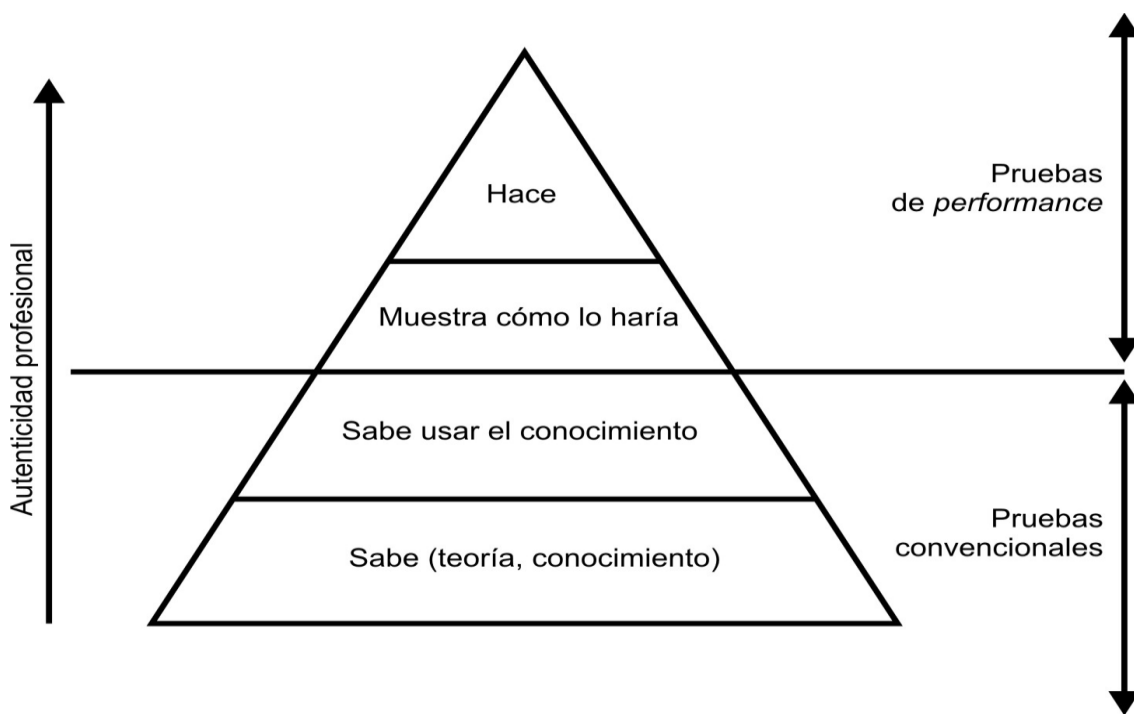 Autenticidad profesional
Hace
Muestra cómo lo haría
Sabe usar el conocimiento
Sabe (teoría, conocimiento)
Pruebas
de performance
Pruebas
convencionales